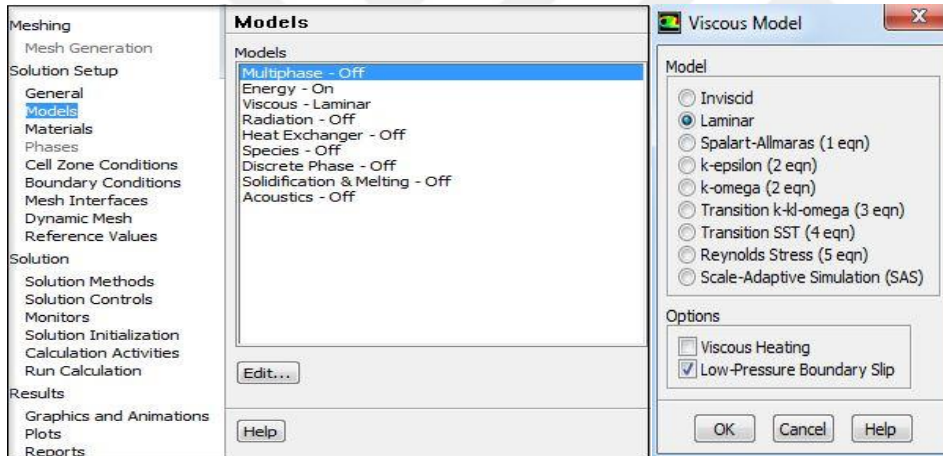 Meshing
Mesh Generation
Solution Setup
General
Models
Materials
Phases
Cell Zone Conditions
Boundary Conditions
Mesh Interfaces
Dynamic Mesh
Reference Values
Solution
Solution Methods
Solution Controls
Monitors
Solution Initialization
Calculation Activities
Run Calculation
Results
Graphics and Animations
Plots
Reports
Models
Models
Multiphase - Off
Energy - On
Viscous - Laminar
Radiation - Off
Heat Exchanger - Off
Species - Off
Discrete Phase - Off
Solidification & Melting - Off
Acoustics - Off
Edit...
Help
Viscous Model
Model
Inviscid
Laminar
Spalart-Allmaras (1 eqn)
k-epsilon (2 eqn)
k-omega (2 eqn)
Transition k-kl-omega (3 eqn)
Transition SST (4 eqn)
Reynolds Stress (5 eqn)
Scale-Adaptive Simulation (SAS)
Options
Viscous Heating
Low-Pressure Boundary Slip
OK Cancel Help